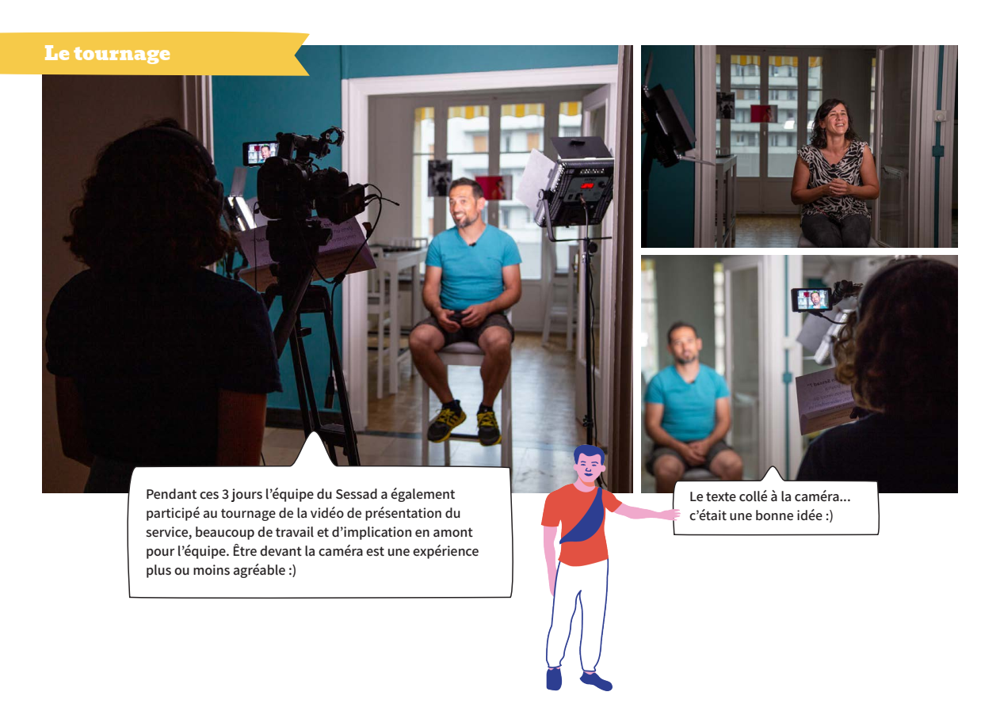 Le tournage
Pendant ces 3 jours l’équipe du Sessad a également
participé au tournage de la vidéo de présentation du
service, beaucoup de travail et d’implication en amont
pour l’équipe. Être devant la caméra est une expérience
plus ou moins agréable :)
Le texte collé à la caméra...
c’était une bonne idée :)